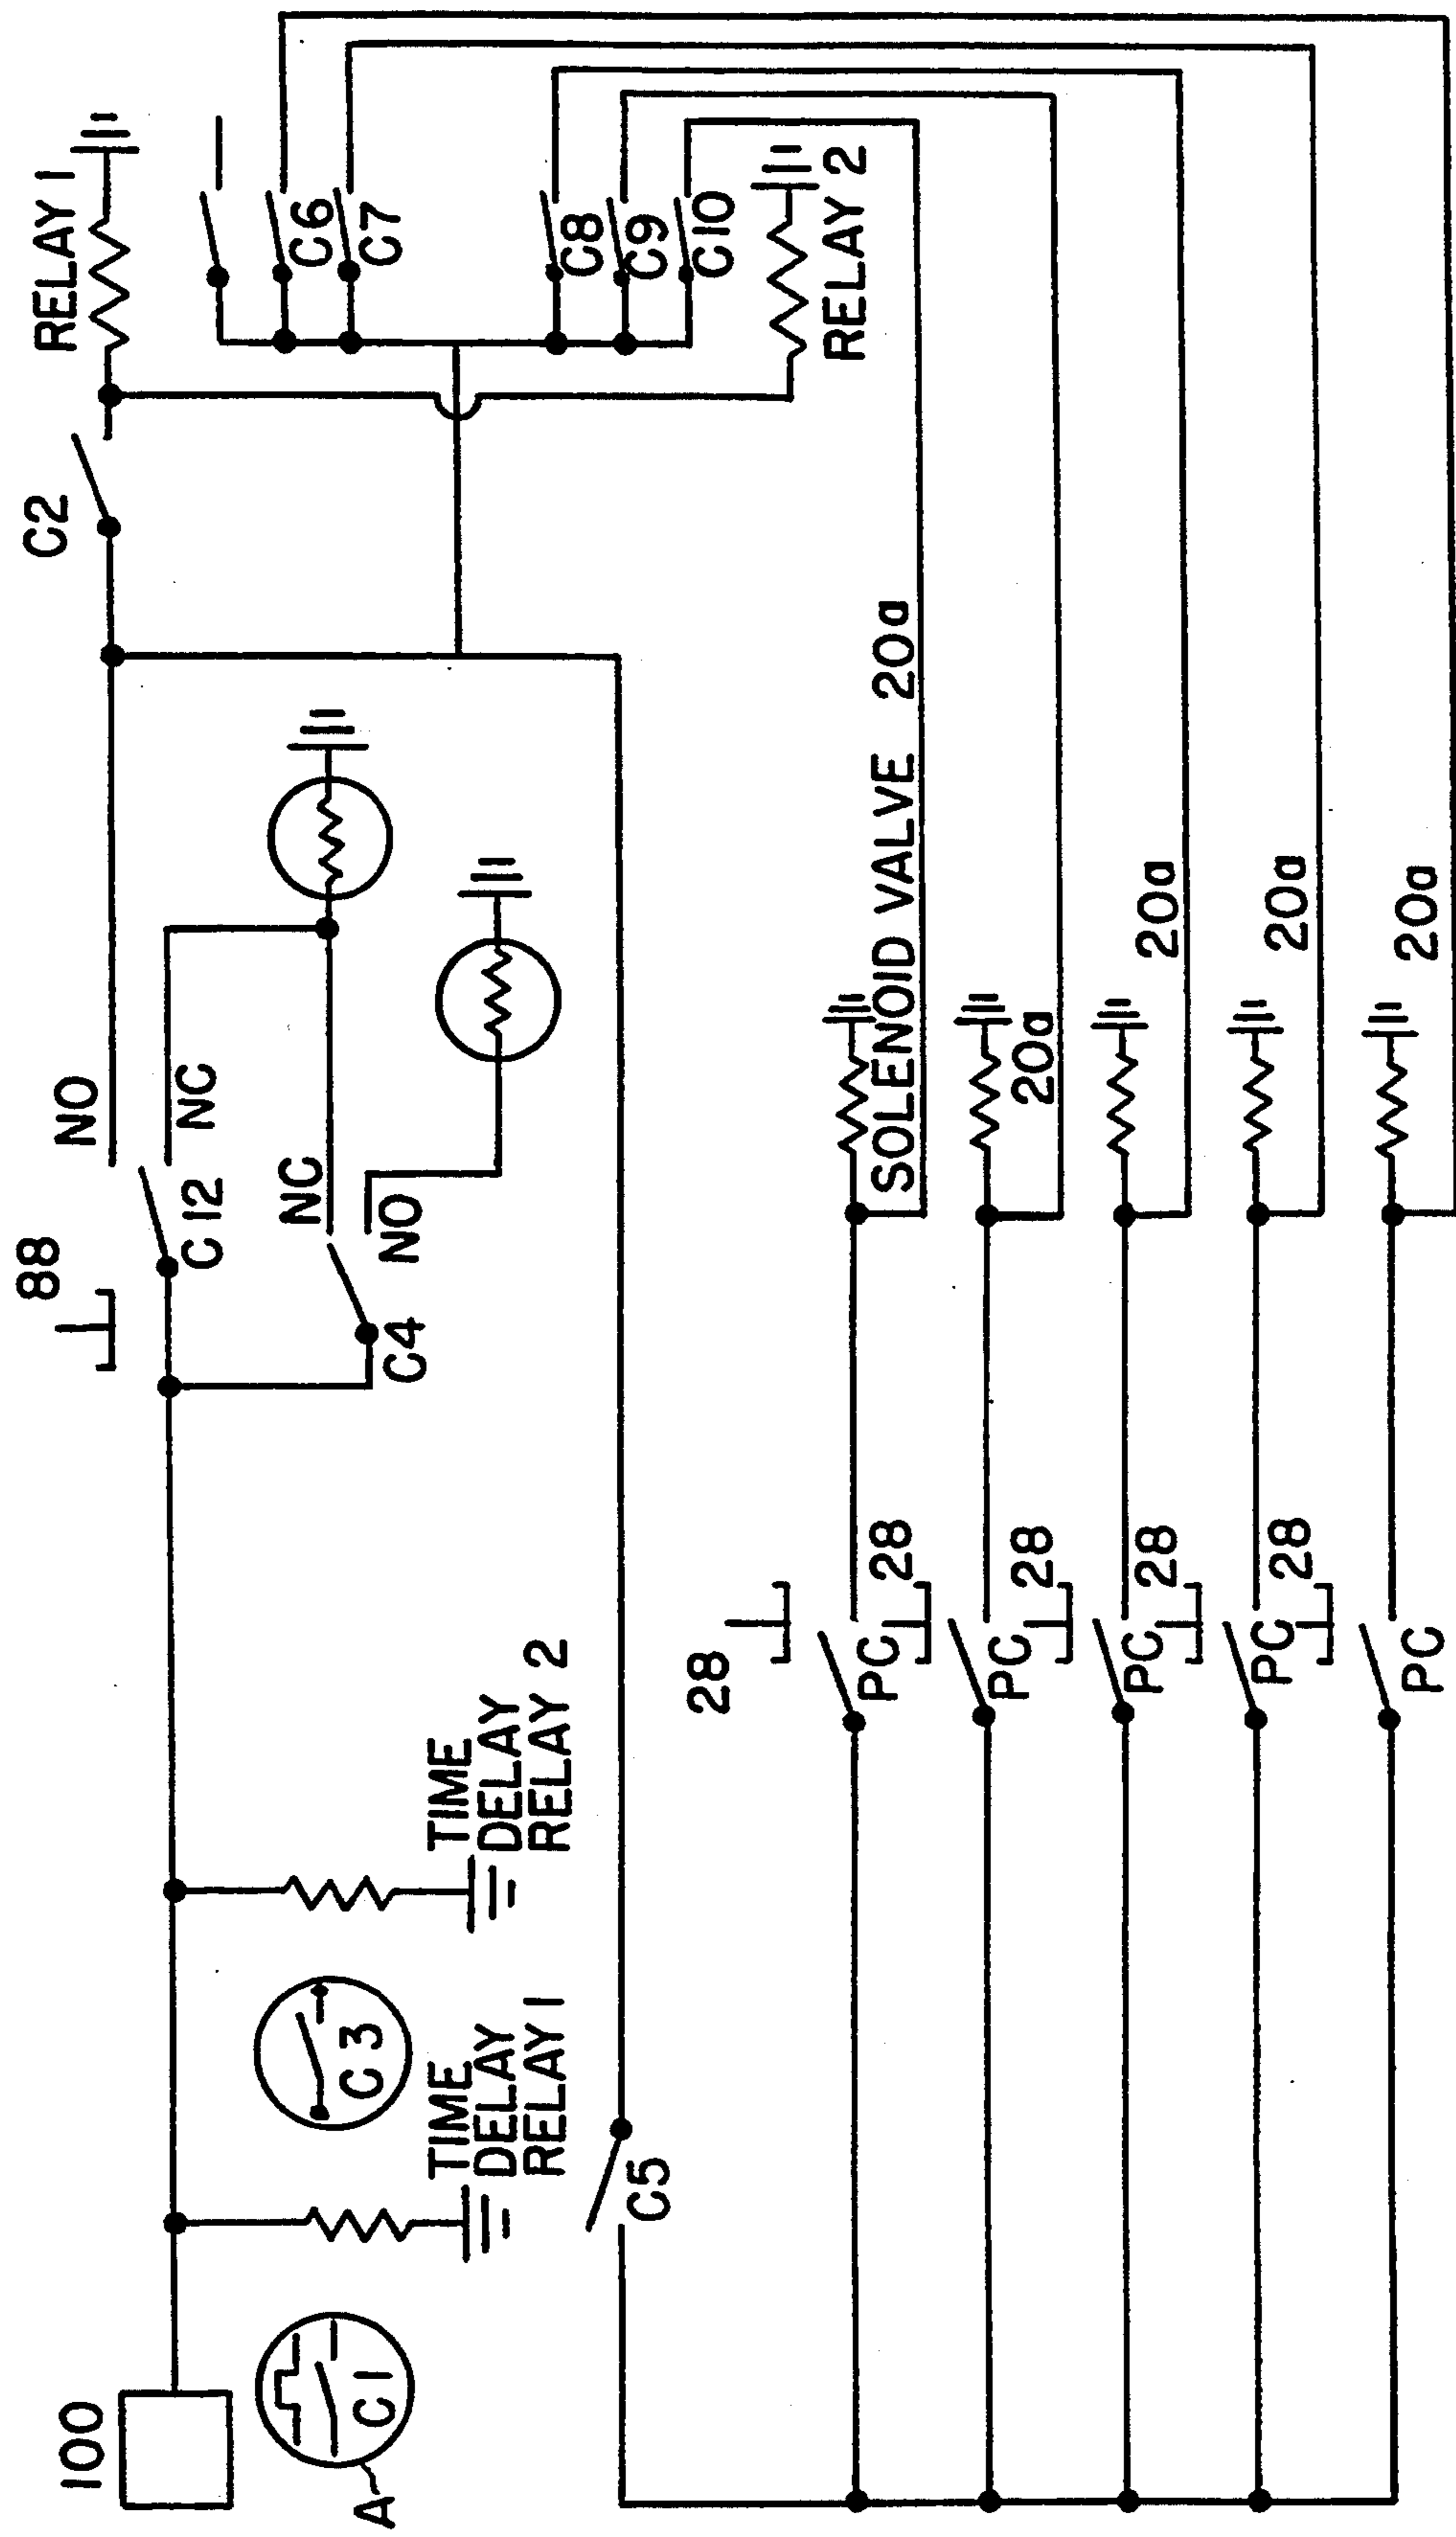 RELAY 1
C2
C6
C7
C8
C9
C10
RELAY 2
NO
NC
C12
88
NC
NO
C4
SOLENOID VALVE 20a
20a
20a
20a
20a
28
PC
28
PC
28
PC
28
PC
28
PC
TIME
DELAY
RELAY 2
C3
TIME
DELAY
RELAY 1
C5
100
C1
A